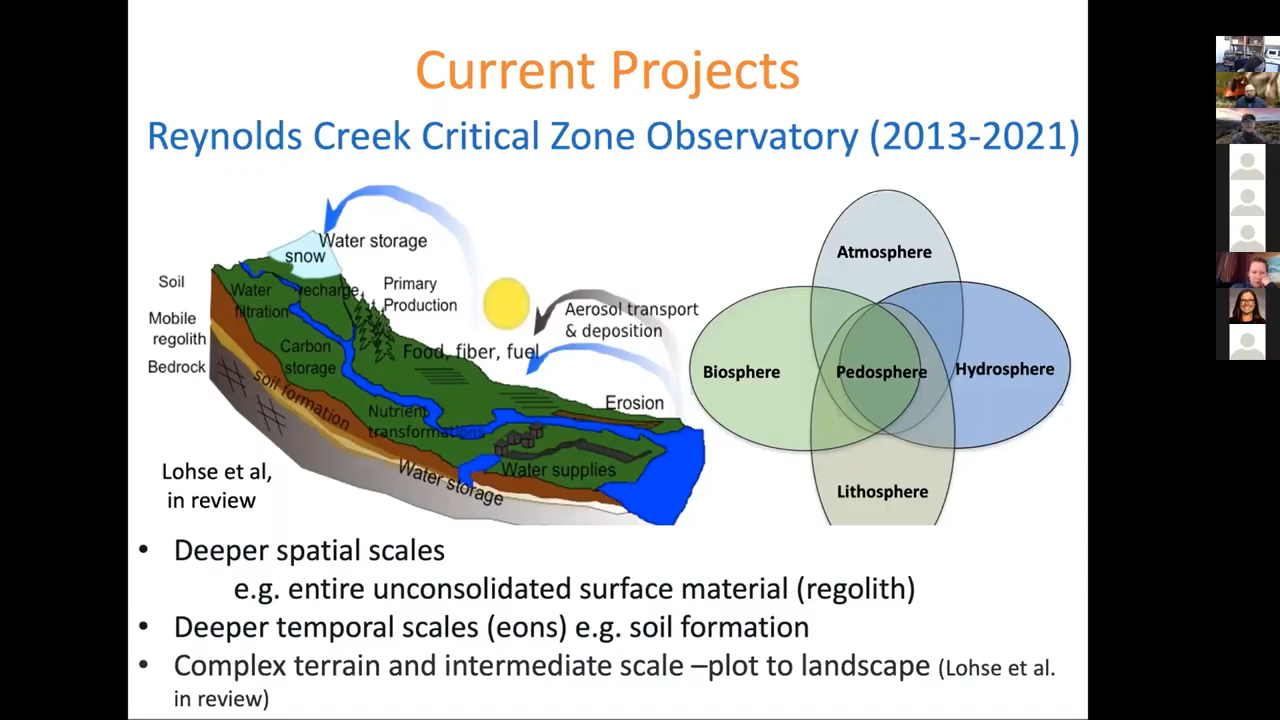 Current Projects
Reynolds Creek Critical Zone Observatory (2013-2021)
Water storage
snow
Soil
Water
filtration
recharge
Primary
Production
Aerosol transport
& deposition
Mobile
regolith
Carbon
storage
Food, fiber, fuel
Bedrock
soil formation
Nutrient
transformations
Erosion
Water storage
Water supplies
Lohse et al,
in review
Atmosphere
Biosphere
Pedosphere
Hydrosphere
Lithosphere
• Deeper spatial scales
e.g. entire unconsolidated surface material (regolith)
• Deeper temporal scales (eons) e.g. soil formation
• Complex terrain and intermediate scale –plot to landscape (Lohse et al.
in review)